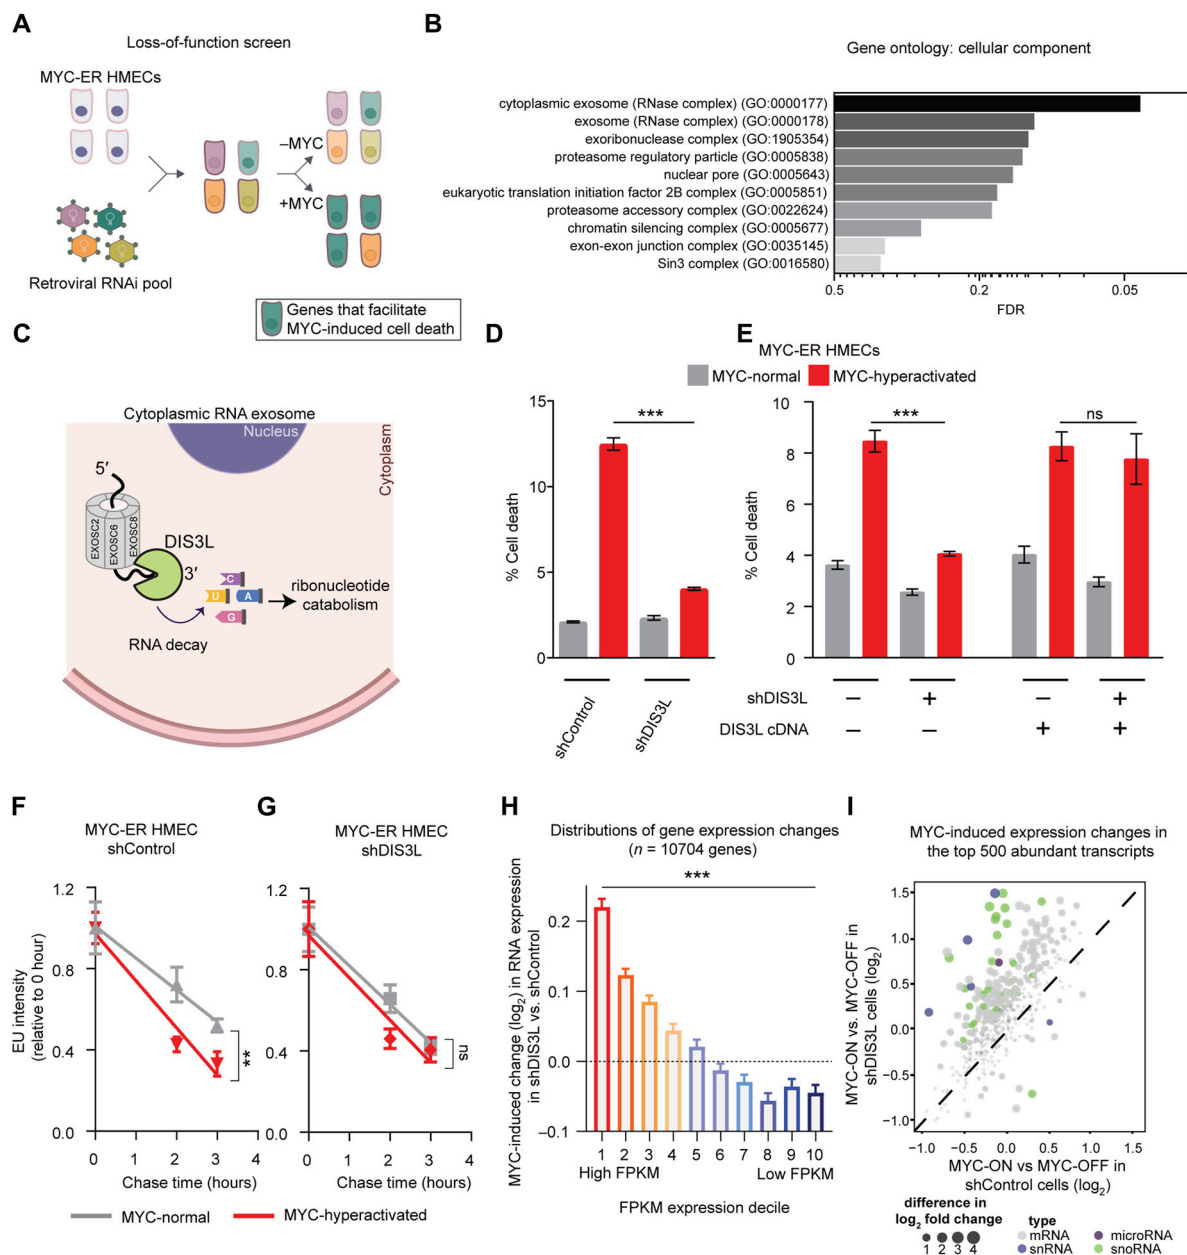 A
Loss-of-function screen
MYC-ER HMECs
–MYC
+MYC
Retroviral RNAi pool
Genes that facilitate
MYC-induced cell death
B
Gene ontology: cellular component
cytoplasmic exosome (RNase complex) (GO:0000177)
exosome (RNase complex) (GO:0000178)
exoribonuclease complex (GO:1905354)
proteasome regulatory particle (GO:0005838)
nuclear pore (GO:0005643)
eukaryotic translation initiation factor 2B complex (GO:0005851)
proteasome accessory complex (GO:0022624)
chromatin silencing complex (GO:0005677)
exon-exon junction complex (GO:0035145)
Sin3 complex (GO:0016580)
0.5 0.2 0.05
FDR
C
Cytoplasmic RNA exosome
Nucleus
Cytoplasm
5′
EXOSC2
EXOSC6
EXOSC8
DIS3L
3′
C
U
A
G
ribonucleotide
catabolism
RNA decay
D
E
MYC-ER HMECs
MYC-normal
MYC-hyperactivated
% Cell death
15
10
5
0
***
shControl
shDIS3L
% Cell death
10
8
6
4
2
0
***
ns
shDIS3L – + – +
DIS3L cDNA – – + +
F
MYC-ER HMEC
shControl
EU intensity
(relative to 0 hour)
1.2
0.8
0.4
0.0
**
0 1 2 3 4
Chase time (hours)
G
MYC-ER HMEC
shDIS3L
1.2
0.8
0.4
0.0
ns
0 1 2 3 4
Chase time (hours)
MYC-normal
MYC-hyperactivated
H
Distributions of gene expression changes
(n = 10704 genes)
MYC-induced change (log2) in RNA expression
in shDIS3L vs. shControl
***
0.2
0.1
0.0
–0.1
1 2 3 4 5 6 7 8 9 10
High FPKM
Low FPKM
FPKM expression decile
I
MYC-induced expression changes in
the top 500 abundant transcripts
MYC-ON vs. MYC-OFF in
shDIS3L cells (log2)
1.5
1.0
0.5
0.0
−0.5
−1.0
−1.0 −0.5 0.0 0.5 1.0 1.5
MYC-ON vs MYC-OFF in
shControl cells (log2)
difference in
log2 fold change
1 2 3 4
type
mRNA
snRNA
microRNA
snoRNA